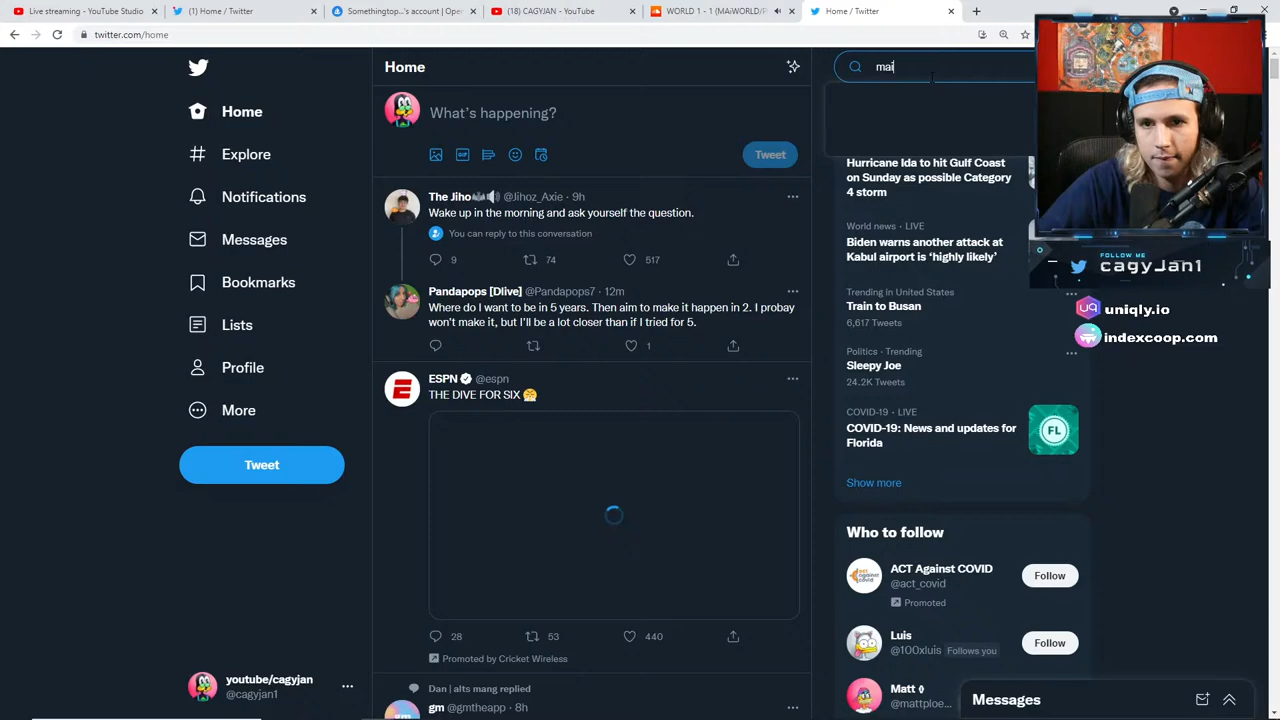 Live streaming - YouTube Studio
(1) Home / Twitter
Somethingtop...'s account | Open
(18) CAGYJAN - YouTube
WORLD 1 - 1 (MAiWORLD/P
Home / Twitter
twitter.com/home
Home
Explore
Notifications
Messages
Bookmarks
Lists
Profile
More
Tweet
youtube/cagyjan
@cagyjan1
Home
What's happening?
Tweet
The Jiho @Jihoz_Axie · 9h
Wake up in the morning and ask yourself the question.
You can reply to this conversation
9 74 517
Pandapops [Dlive] @Pandapops7 · 12m
Where do I want to be in 5 years. Then aim to make it happen in 2. I probay
won't make it, but I'll be a lot closer than if I tried for 5.
1
ESPN @espn
THE DIVE FOR SIX 😤
28 53 440
Promoted by Cricket Wireless
Dan | alts mang replied
gm @gmtheapp · 8h
mai
Hurricane Ida to hit Gulf Coast
on Sunday as possible Category
4 storm
World news · LIVE
Biden warns another attack at
Kabul airport is 'highly likely'
Trending in United States
Train to Busan
6,617 Tweets
Politics · Trending
Sleepy Joe
24.2K Tweets
COVID-19 · LIVE
COVID-19: News and updates for
Florida
FL
Show more
Who to follow
ACT Against COVID
@act_covid
Promoted
Follow
Luis
@100xluis Follows you
Follow
Matt
@mattploe...
Messages
FOLLOW ME
cagyJan1
uniqly.io
indexcoop.com